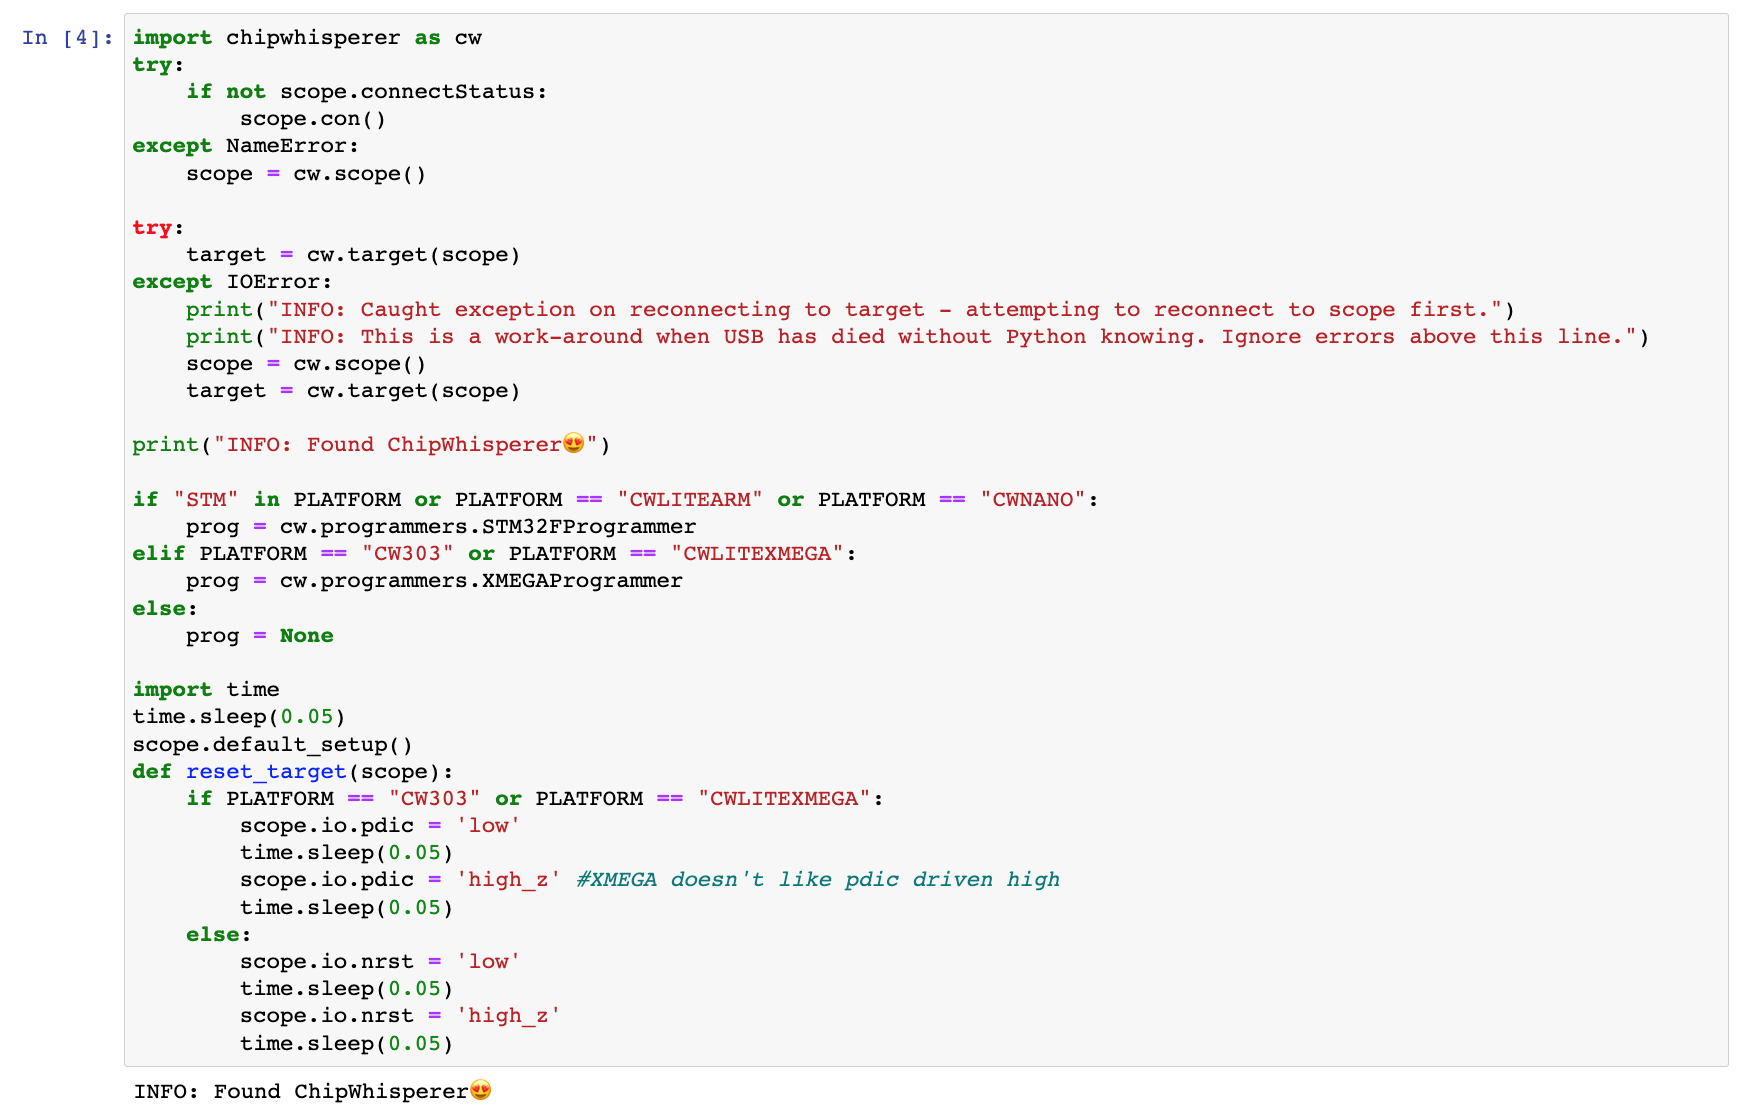 In [4]: import chipwhisperer as cw
try:
    if not scope.connectStatus:
        scope.con()
except NameError:
    scope = cw.scope()

try:
    target = cw.target(scope)
except IOError:
    print("INFO: Caught exception on reconnecting to target - attempting to reconnect to scope first.")
    print("INFO: This is a work-around when USB has died without Python knowing. Ignore errors above this line.")
    scope = cw.scope()
    target = cw.target(scope)

print("INFO: Found ChipWhisperer😍")

if "STM" in PLATFORM or PLATFORM == "CWLITEARM" or PLATFORM == "CWNANO":
    prog = cw.programmers.STM32FProgrammer
elif PLATFORM == "CW303" or PLATFORM == "CWLITEXMEGA":
    prog = cw.programmers.XMEGAProgrammer
else:
    prog = None

import time
time.sleep(0.05)
scope.default_setup()
def reset_target(scope):
    if PLATFORM == "CW303" or PLATFORM == "CWLITEXMEGA":
        scope.io.pdic = 'low'
        time.sleep(0.05)
        scope.io.pdic = 'high_z' #XMEGA doesn't like pdic driven high
        time.sleep(0.05)
    else:
        scope.io.nrst = 'low'
        time.sleep(0.05)
        scope.io.nrst = 'high_z'
        time.sleep(0.05)
INFO: Found ChipWhisperer😍